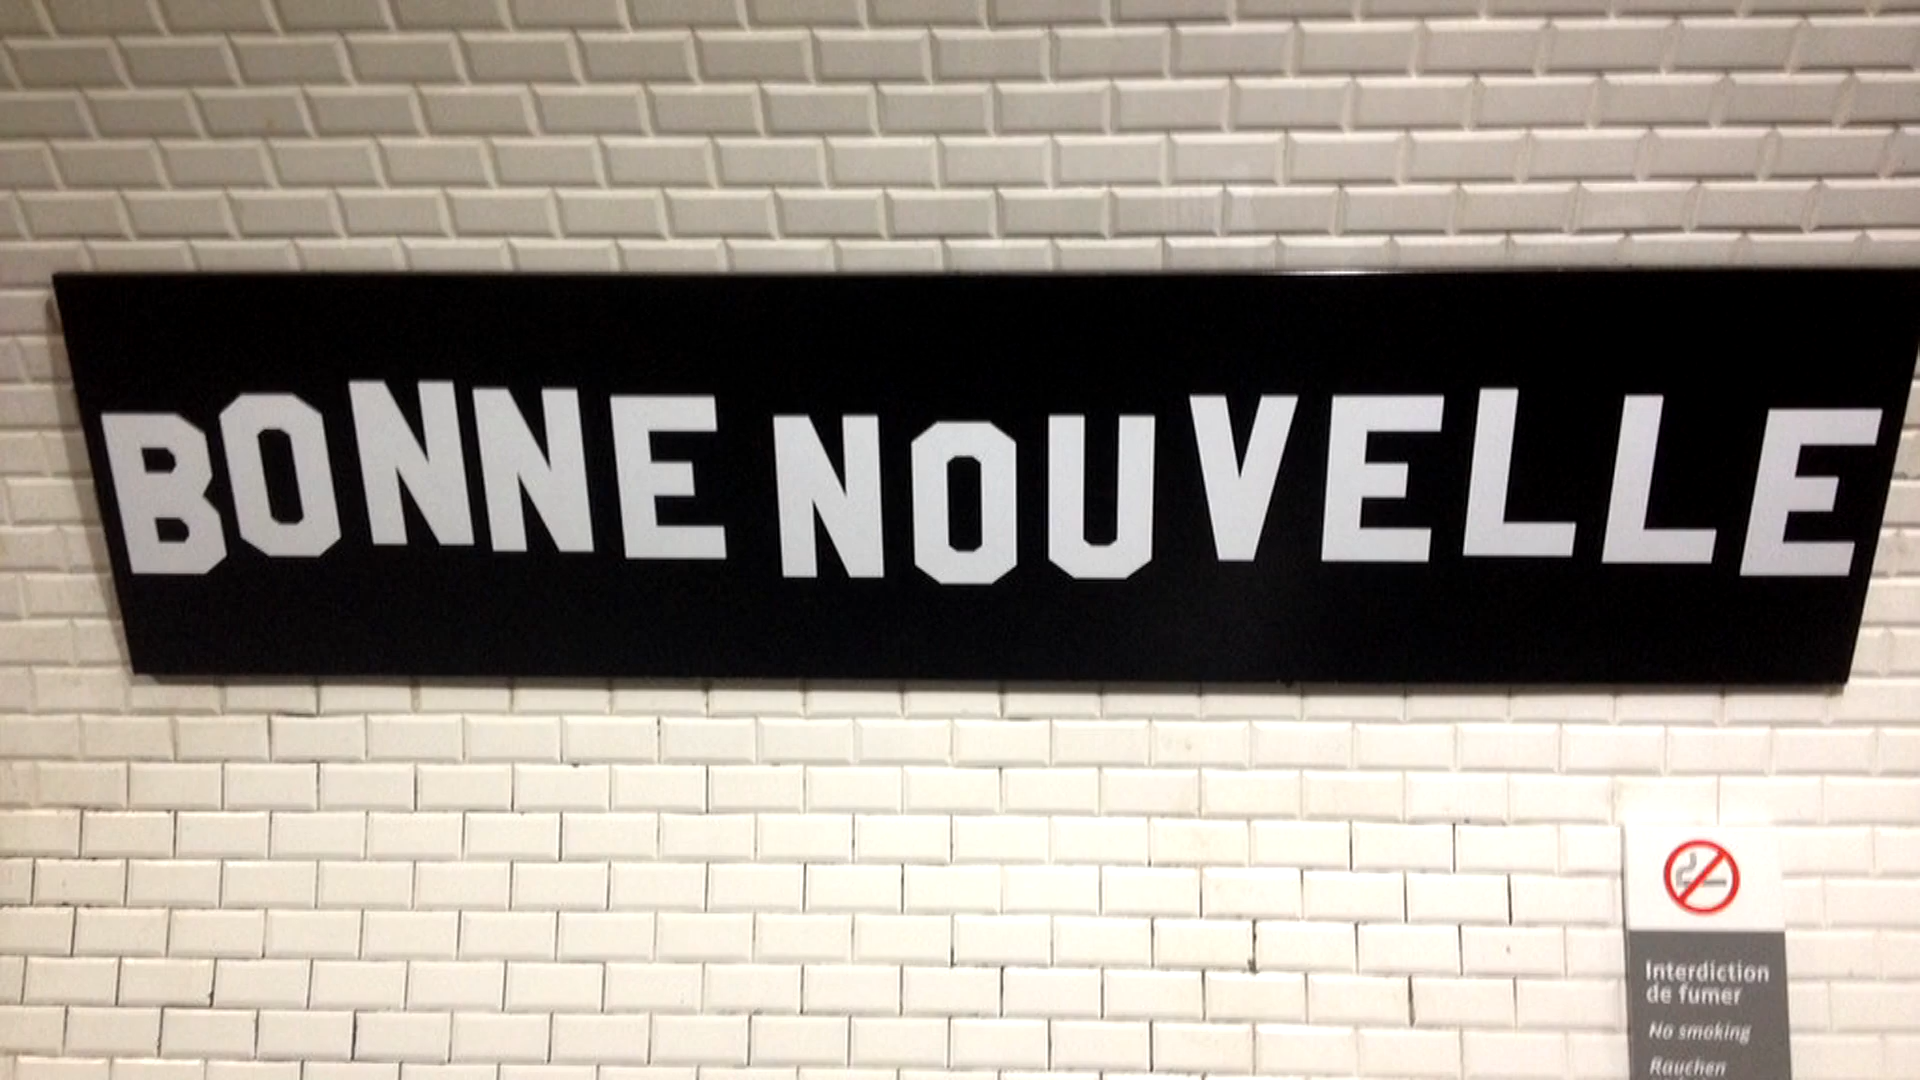 BONNE NOUVELLE
Interdiction
de fumer
No smoking
Rauchen